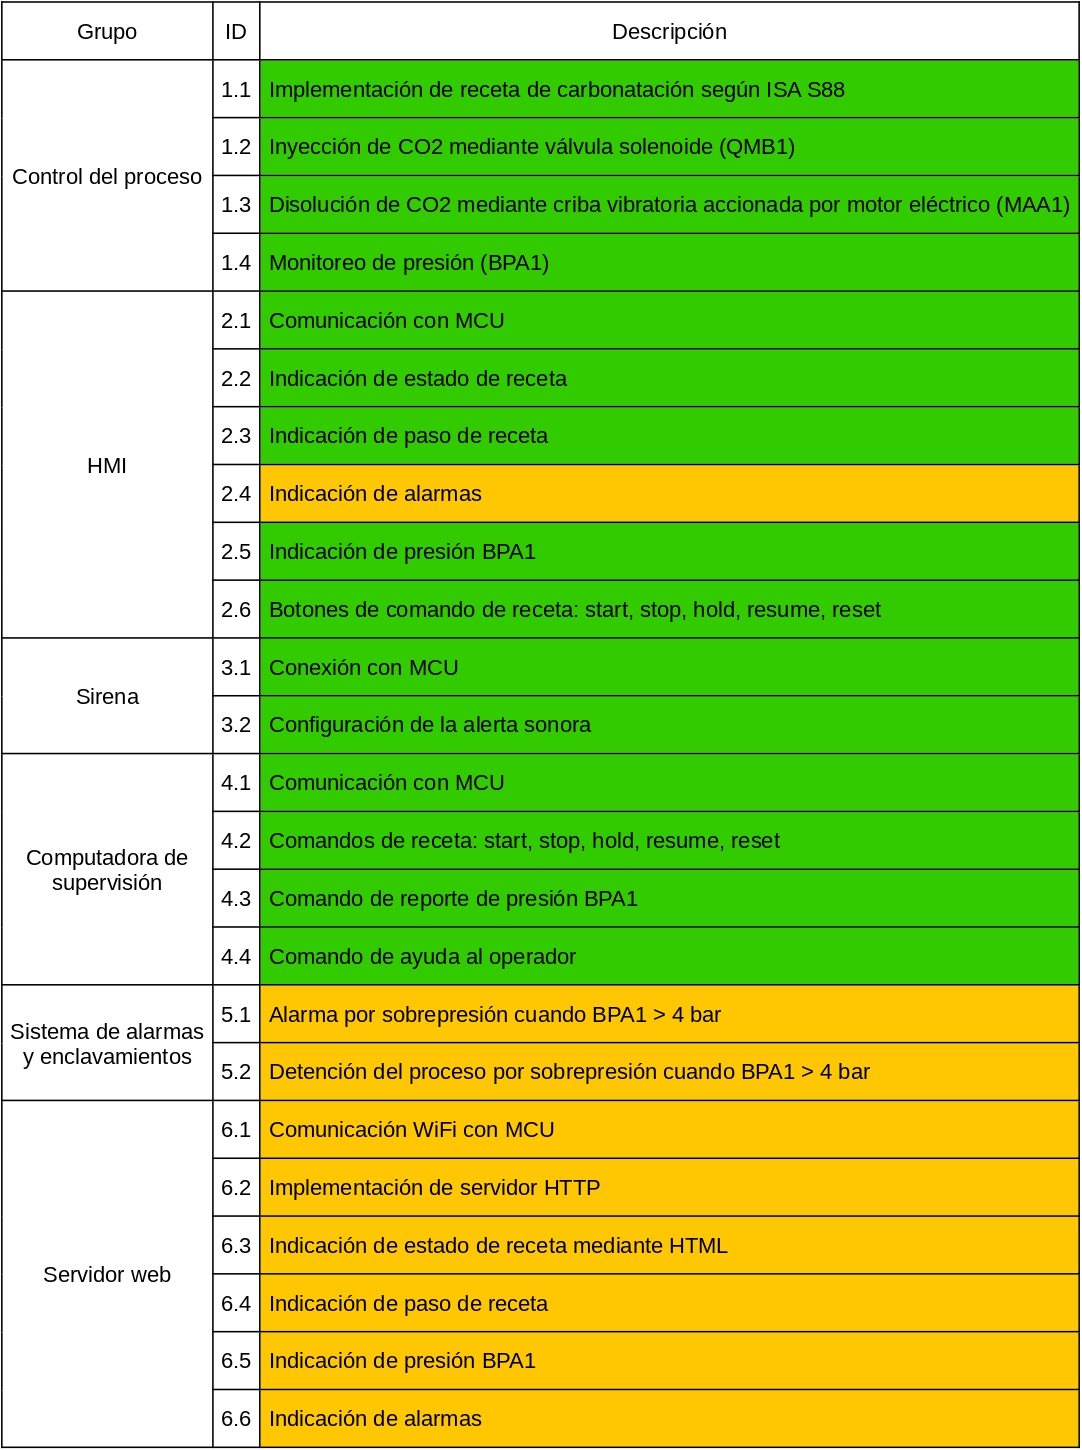 Grupo ID Descripción
Control del proceso
1.1 Implementación de receta de carbonatación según ISA S88
1.2 Inyección de CO2 mediante válvula solenoide (QMB1)
1.3 Disolución de CO2 mediante criba vibratoria accionada por motor eléctrico (MAA1)
1.4 Monitoreo de presión (BPA1)
HMI
2.1 Comunicación con MCU
2.2 Indicación de estado de receta
2.3 Indicación de paso de receta
2.4 Indicación de alarmas
2.5 Indicación de presión BPA1
2.6 Botones de comando de receta: start, stop, hold, resume, reset
Sirena
3.1 Conexión con MCU
3.2 Configuración de la alerta sonora
Computadora de
supervisión
4.1 Comunicación con MCU
4.2 Comandos de receta: start, stop, hold, resume, reset
4.3 Comando de reporte de presión BPA1
4.4 Comando de ayuda al operador
Sistema de alarmas
y enclavamientos
5.1 Alarma por sobrepresión cuando BPA1 > 4 bar
5.2 Detención del proceso por sobrepresión cuando BPA1 > 4 bar
Servidor web
6.1 Comunicación WiFi con MCU
6.2 Implementación de servidor HTTP
6.3 Indicación de estado de receta mediante HTML
6.4 Indicación de paso de receta
6.5 Indicación de presión BPA1
6.6 Indicación de alarmas